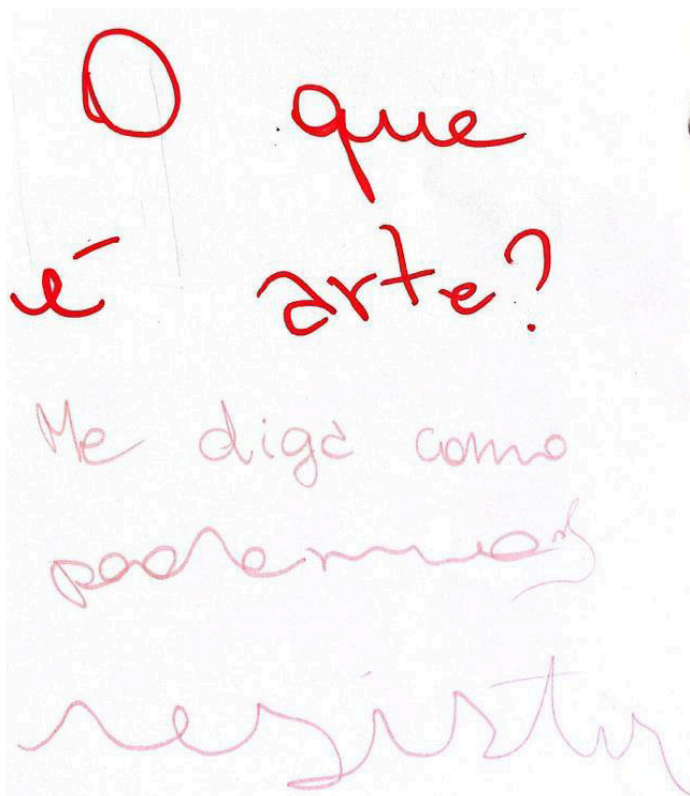 O que
é arte?
Me diga como
podemos
resistir